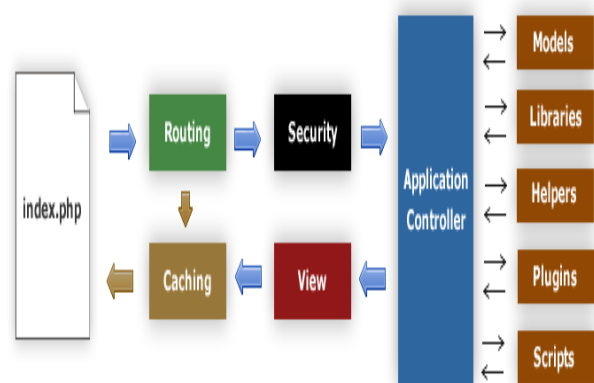 index.php
Routing
Security
Caching
View
Application
Controller
Models
Libraries
Helpers
Plugins
Scripts